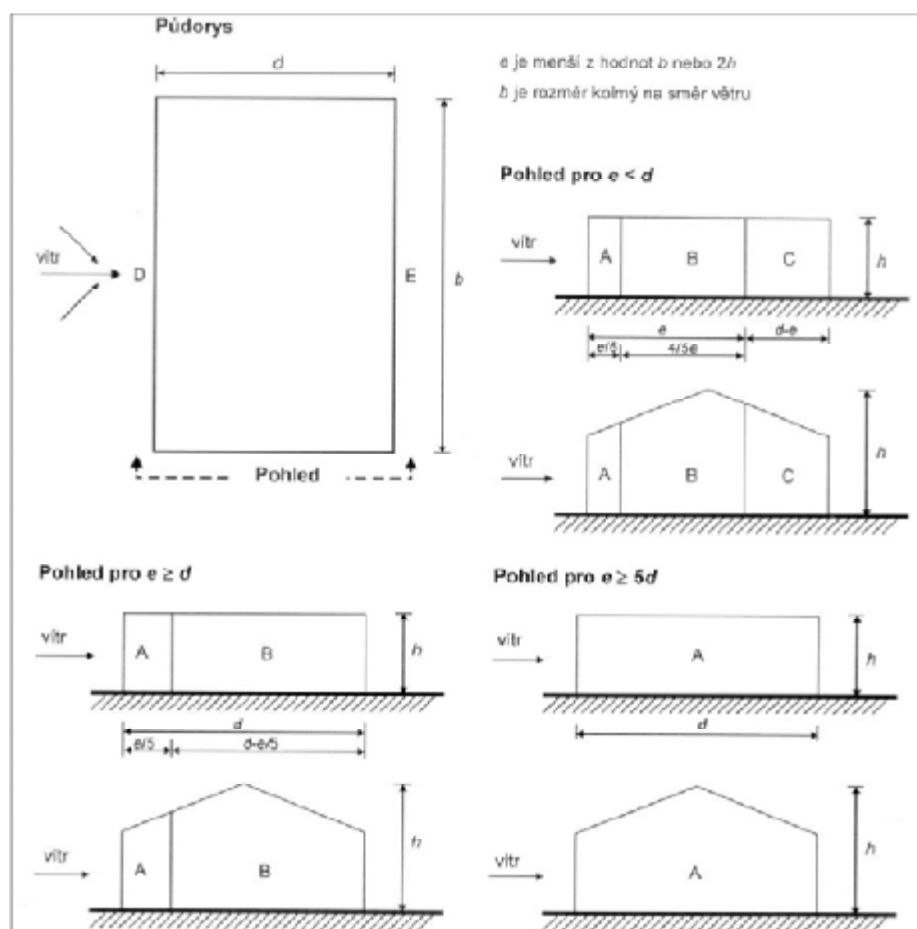 Půdorys
d
e je menší z hodnot b nebo 2h
b je rozměr kolmý na směr větru
vítr
D
E
b
Pohled
Pohled pro e < d
vítr
A
B
C
h
e
d-e
e/5
4/5e
vítr
A
B
C
h
Pohled pro e ≥ d
vítr
A
B
h
d
e/5
d-e/5
vítr
A
B
h
Pohled pro e ≥ 5d
vítr
A
h
d
vítr
A
h